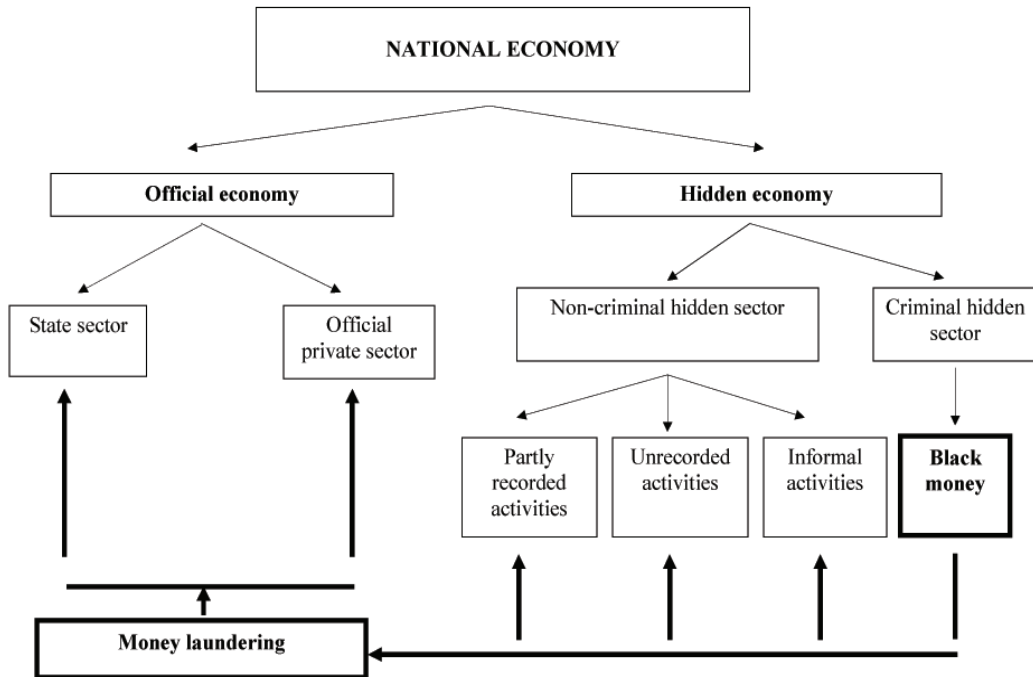 NATIONAL ECONOMY
Official economy
Hidden economy
State sector
Official
private sector
Non-criminal hidden sector
Criminal hidden
sector
Partly
recorded
activities
Unrecorded
activities
Informal
activities
Black
money
Money laundering